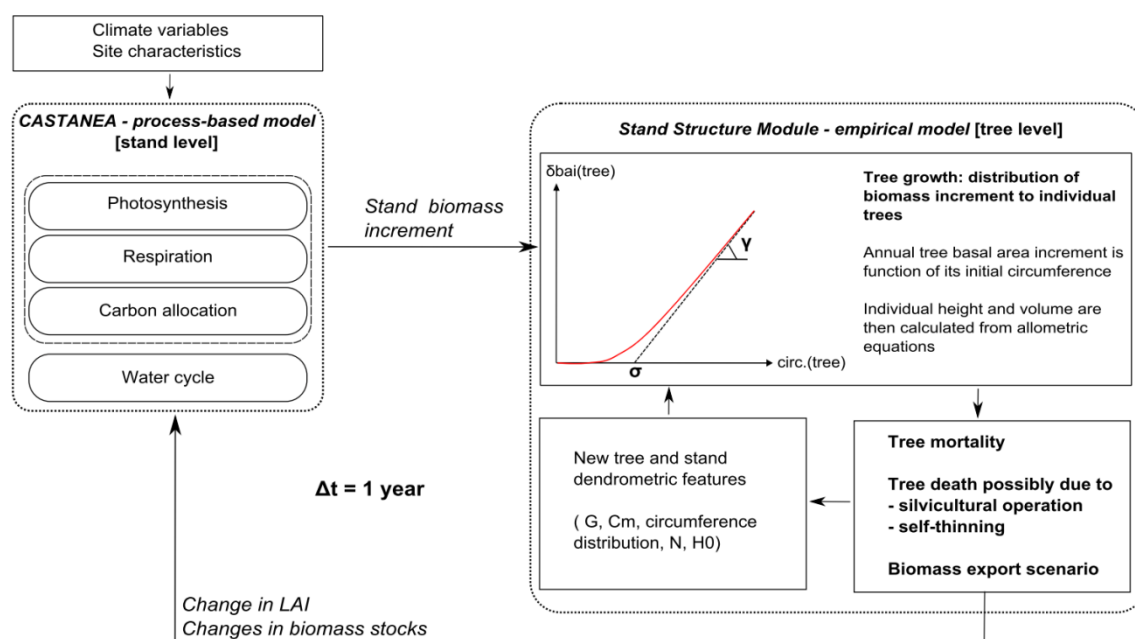 Climate variables
Site characteristics
CASTANEA - process-based model
[stand level]
Photosynthesis
Respiration
Carbon allocation
Water cycle
Stand biomass
increment
Stand Structure Module - empirical model [tree level]
δbai(tree)
γ
σ
circ.(tree)
Tree growth: distribution of
biomass increment to individual
trees
Annual tree basal area increment is
function of its initial circumference
Individual height and volume are
then calculated from allometric
equations
Tree mortality
Tree death possibly due to
- silvicultural operation
- self-thinning
Biomass export scenario
New tree and stand
dendrometric features
( G, Cm, circumference
distribution, N, H0)
Δt = 1 year
Change in LAI
Changes in biomass stocks